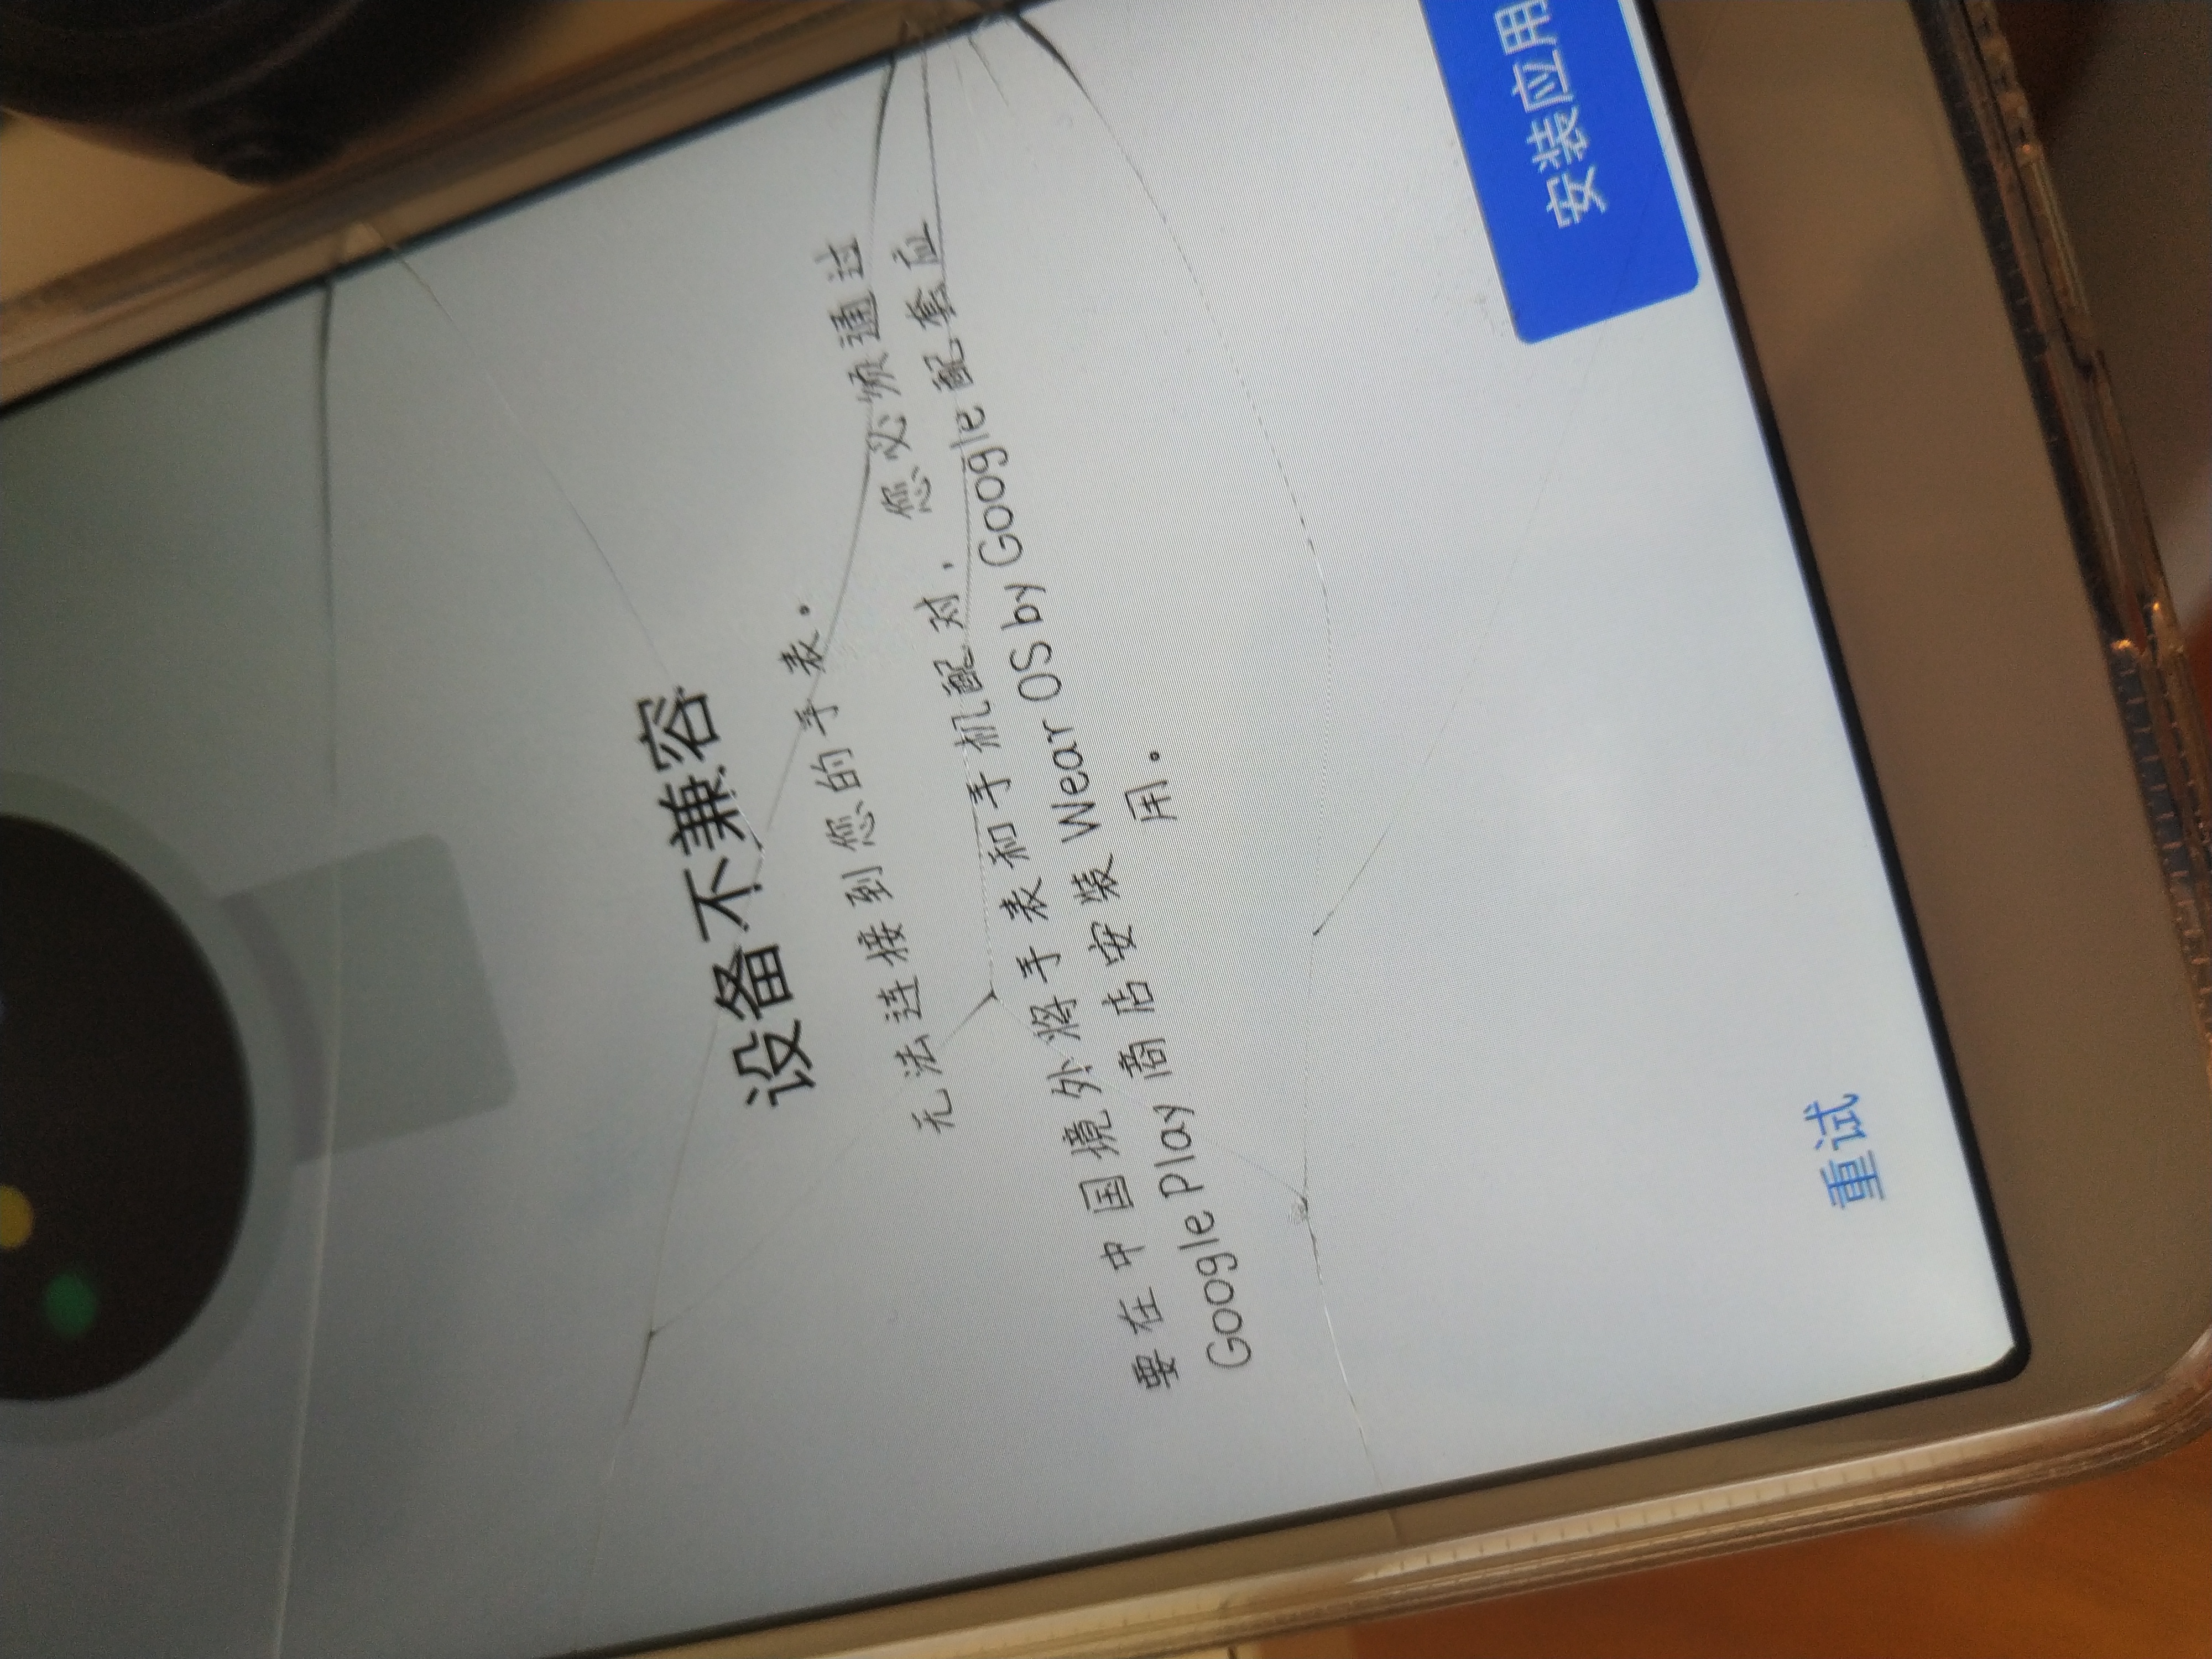 设备不兼容
无法连接到您的手表。
要在中国境外将手表和手机配对，您必须通过
Google Play 商店安装 Wear OS by Google 配套应
用。
安装应用
重试